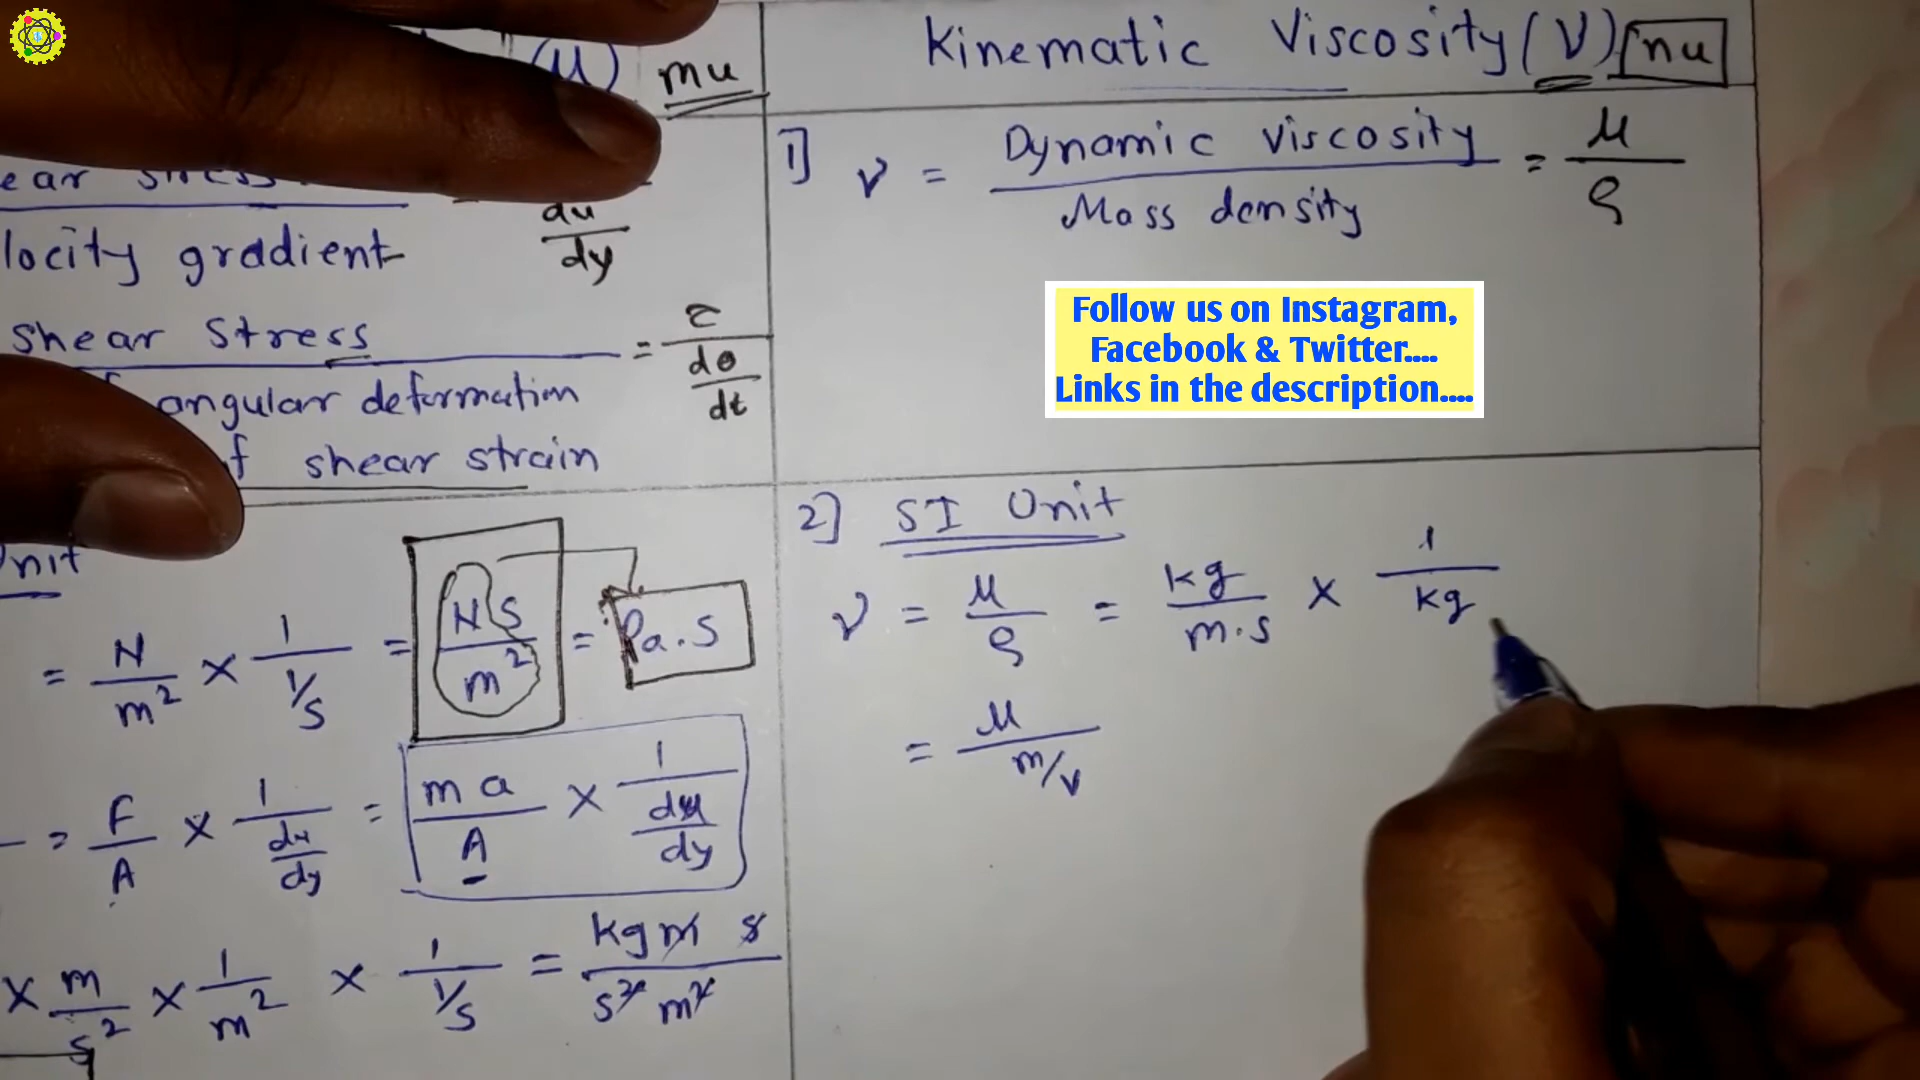 (μ) mu
ear stress
du/dy
locity gradient
Shear Stress = τ / dθ/dt
angular deformation
f shear strain
Unit
= N/m² × 1 / 1/s = N S/m² = Pa.S
= F/A × 1 / du/dy = ma/A × 1 / du/dy
× m/s² × 1/m² × 1 / 1/s = kg m s / s² m²
Kinematic Viscosity (ν) nu
1] ν = Dynamic Viscosity / Mass density = μ/ρ
Follow us on Instagram,
Facebook & Twitter....
Links in the description....
2] SI Unit
ν = μ/ρ = kg/m.s × 1/kg
= μ / m/v